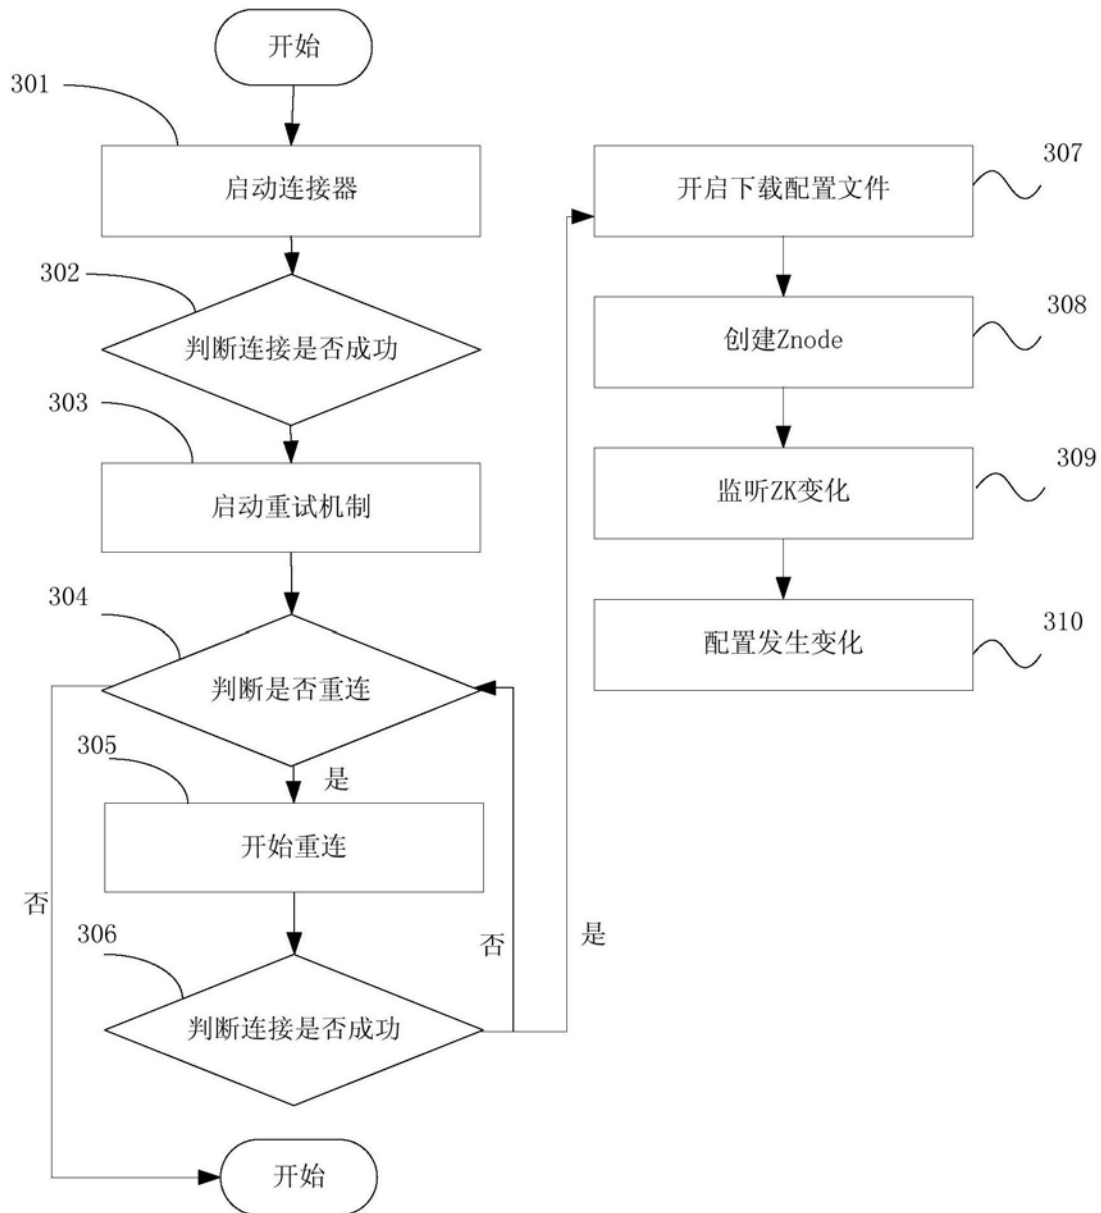 开始
301
启动连接器
302
判断连接是否成功
303
启动重试机制
304
判断是否重连
是
305
开始重连
否
306
判断连接是否成功
否
是
开始
307
开启下载配置文件
308
创建Znode
309
监听ZK变化
310
配置发生变化